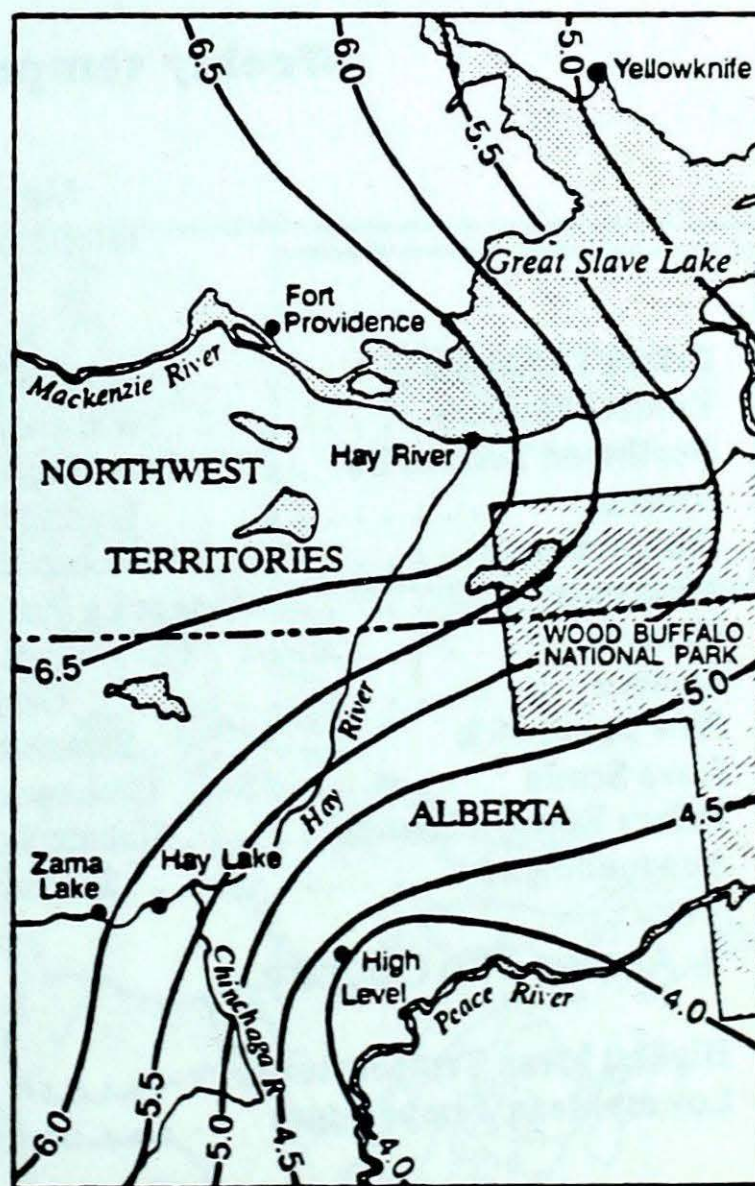 6.5
6.0
5.5
5.0
Yellowknife
Great Slave Lake
Fort
Providence
Mackenzie River
Hay River
NORTHWEST
TERRITORIES
WOOD BUFFALO
NATIONAL PARK
6.5
5.0
River
Hay
ALBERTA
4.5
Zama
Lake
Hay Lake
High
Level
Chinchaga R
Peace River
4.0
6.0
5.5
5.0
4.5
4.0